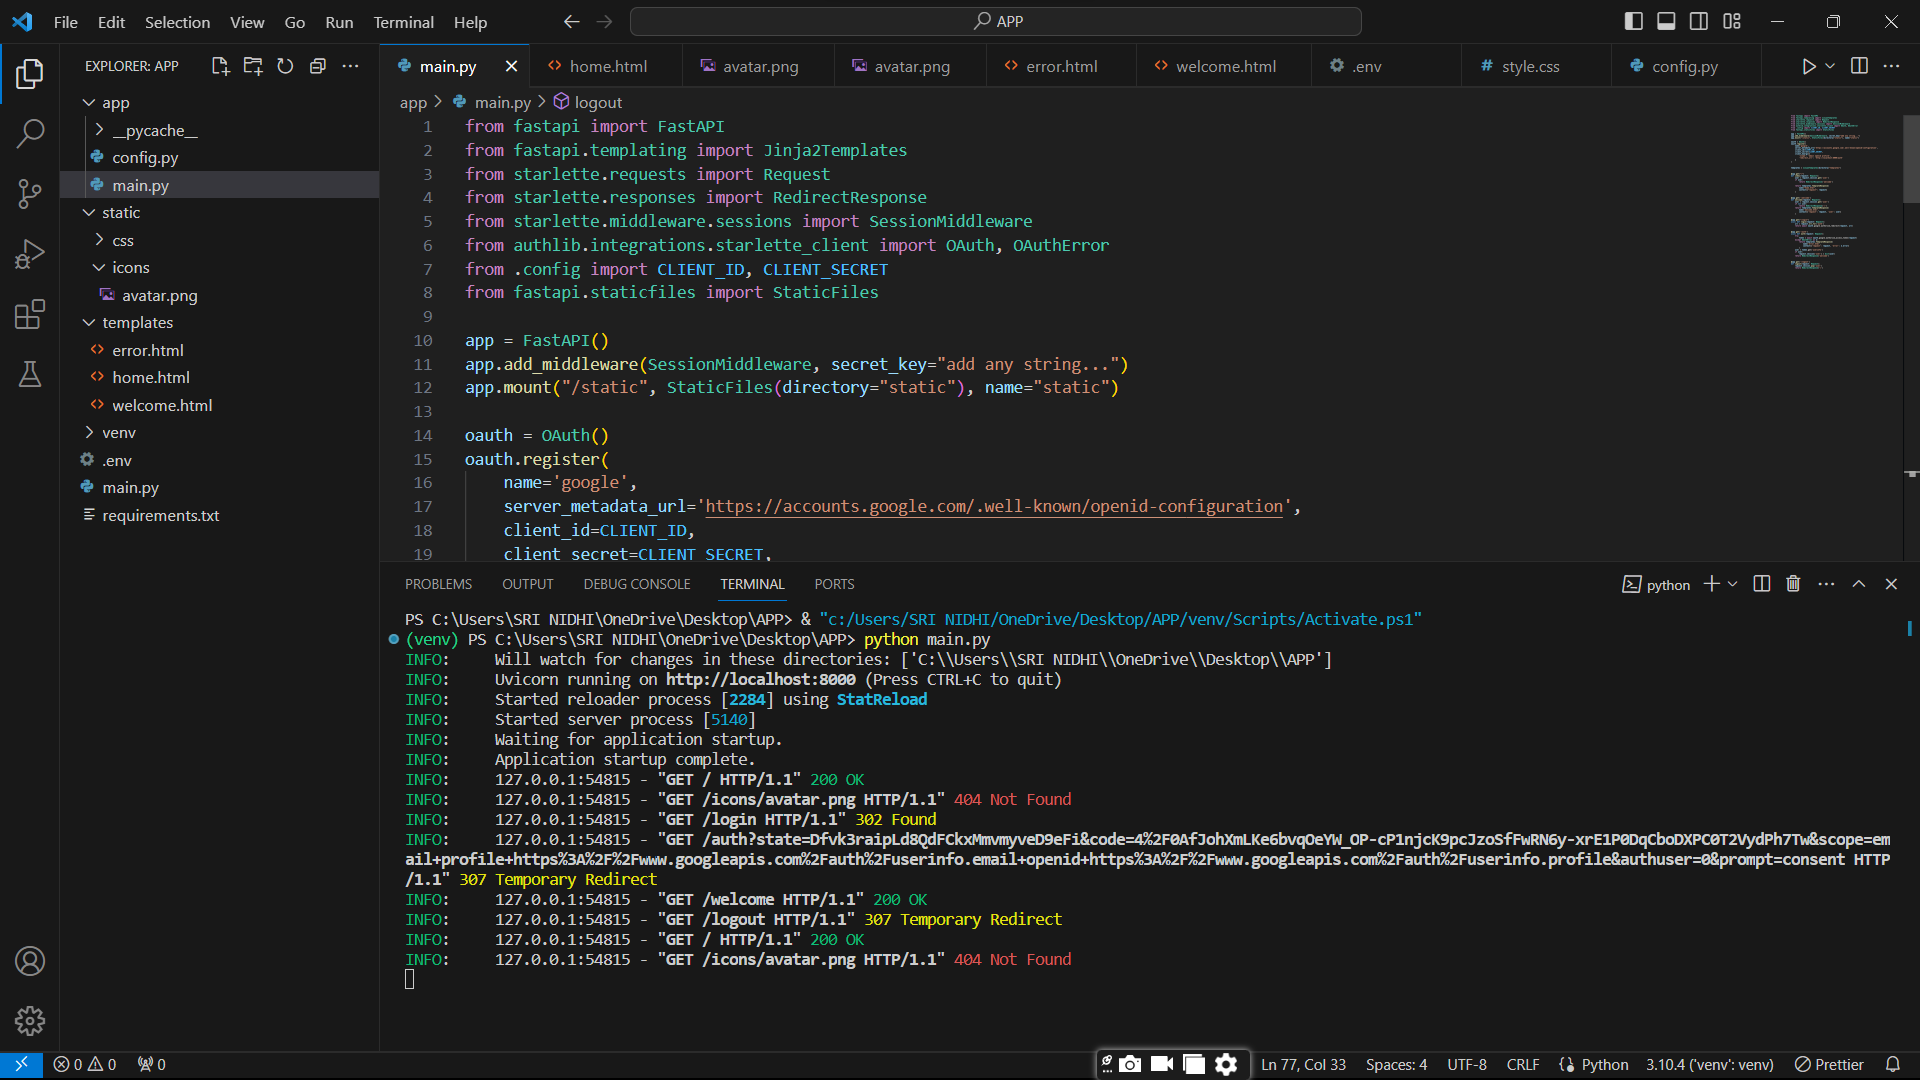 File Edit Selection View Go Run Terminal Help APP
EXPLORER: APP
app
__pycache__
config.py
main.py
static
css
icons
avatar.png
templates
error.html
home.html
welcome.html
venv
.env
main.py
requirements.txt
main.py home.html avatar.png avatar.png error.html welcome.html .env style.css config.py
app > main.py > logout
1 from fastapi import FastAPI
2 from fastapi.templating import Jinja2Templates
3 from starlette.requests import Request
4 from starlette.responses import RedirectResponse
5 from starlette.middleware.sessions import SessionMiddleware
6 from authlib.integrations.starlette_client import OAuth, OAuthError
7 from .config import CLIENT_ID, CLIENT_SECRET
8 from fastapi.staticfiles import StaticFiles
9
10 app = FastAPI()
11 app.add_middleware(SessionMiddleware, secret_key="add any string...")
12 app.mount("/static", StaticFiles(directory="static"), name="static")
13
14 oauth = OAuth()
15 oauth.register(
16 name='google',
17 server_metadata_url='https://accounts.google.com/.well-known/openid-configuration',
18 client_id=CLIENT_ID,
19 client_secret=CLIENT_SECRET,
PROBLEMS OUTPUT DEBUG CONSOLE TERMINAL PORTS python
PS C:\Users\SRI NIDHI\OneDrive\Desktop\APP> & "c:/Users/SRI NIDHI/OneDrive/Desktop/APP/venv/Scripts/Activate.ps1"
(venv) PS C:\Users\SRI NIDHI\OneDrive\Desktop\APP> python main.py
INFO: Will watch for changes in these directories: ['C:\\Users\\SRI NIDHI\\OneDrive\\Desktop\\APP']
INFO: Uvicorn running on http://localhost:8000 (Press CTRL+C to quit)
INFO: Started reloader process [2284] using StatReload
INFO: Started server process [5140]
INFO: Waiting for application startup.
INFO: Application startup complete.
INFO: 127.0.0.1:54815 - "GET / HTTP/1.1" 200 OK
INFO: 127.0.0.1:54815 - "GET /icons/avatar.png HTTP/1.1" 404 Not Found
INFO: 127.0.0.1:54815 - "GET /login HTTP/1.1" 302 Found
INFO: 127.0.0.1:54815 - "GET /auth?state=Dfvk3raipLd8QdFCkxMmvmyveD9eFi&code=4%2F0AfJohXmLKe6bvqOeYW_OP-cP1njcK9pcJzoSfFwRN6y-xrE1P0DqCboDXPC0T2VydPh7Tw&scope=em
ail+profile+https%3A%2F%2Fwww.googleapis.com%2Fauth%2Fuserinfo.email+openid+https%3A%2F%2Fwww.googleapis.com%2Fauth%2Fuserinfo.profile&authuser=0&prompt=consent HTTP
/1.1" 307 Temporary Redirect
INFO: 127.0.0.1:54815 - "GET /welcome HTTP/1.1" 200 OK
INFO: 127.0.0.1:54815 - "GET /logout HTTP/1.1" 307 Temporary Redirect
INFO: 127.0.0.1:54815 - "GET / HTTP/1.1" 200 OK
INFO: 127.0.0.1:54815 - "GET /icons/avatar.png HTTP/1.1" 404 Not Found
0 0 0 Ln 77, Col 33 Spaces: 4 UTF-8 CRLF Python 3.10.4 ('venv': venv) Prettier